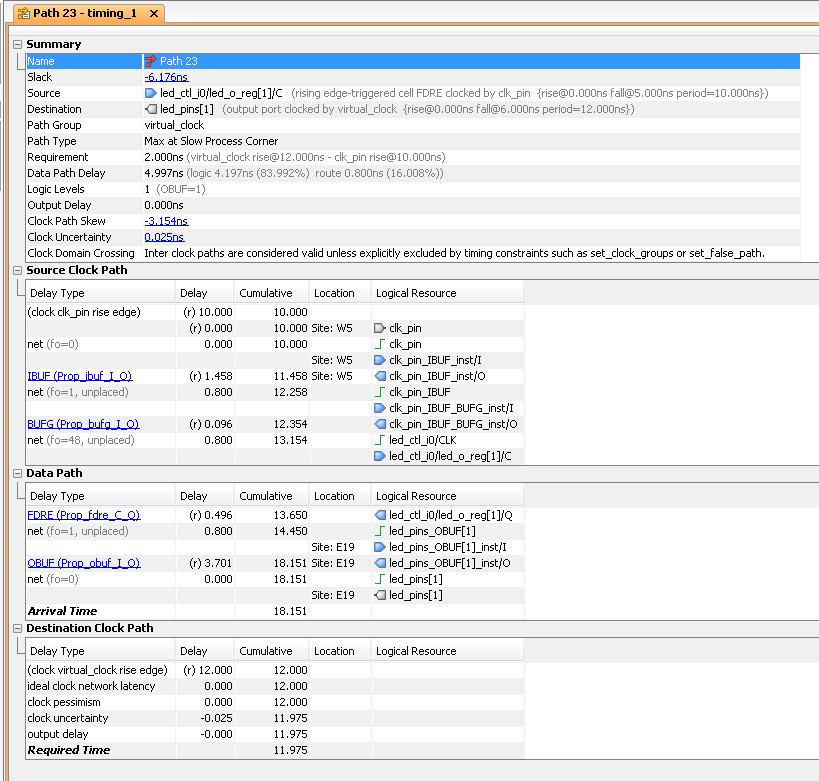 Path 23 - timing_1
Summary
Name Path 23
Slack -6.176ns
Source led_ctl_i0/led_o_reg[1]/C (rising edge-triggered cell FDRE clocked by clk_pin {rise@0.000ns fall@5.000ns period=10.000ns})
Destination led_pins[1] (output port clocked by virtual_clock {rise@0.000ns fall@6.000ns period=12.000ns})
Path Group virtual_clock
Path Type Max at Slow Process Corner
Requirement 2.000ns (virtual_clock rise@12.000ns - clk_pin rise@10.000ns)
Data Path Delay 4.997ns (logic 4.197ns (83.992%) route 0.800ns (16.008%))
Logic Levels 1 (OBUF=1)
Output Delay 0.000ns
Clock Path Skew -3.154ns
Clock Uncertainty 0.025ns
Clock Domain Crossing Inter clock paths are considered valid unless explicitly excluded by timing constraints such as set_clock_groups or set_false_path.
Source Clock Path
Delay Type Delay Cumulative Location Logical Resource
(clock clk_pin rise edge) (r) 10.000 10.000
(r) 0.000 10.000 Site: W5 clk_pin
net (fo=0) 0.000 10.000 clk_pin
Site: W5 clk_pin_IBUF_inst/I
IBUF (Prop_ibuf_I_O) (r) 1.458 11.458 Site: W5 clk_pin_IBUF_inst/O
net (fo=1, unplaced) 0.800 12.258 clk_pin_IBUF
clk_pin_IBUF_BUFG_inst/I
BUFG (Prop_bufg_I_O) (r) 0.096 12.354 clk_pin_IBUF_BUFG_inst/O
net (fo=48, unplaced) 0.800 13.154 led_ctl_i0/CLK
led_ctl_i0/led_o_reg[1]/C
Data Path
Delay Type Delay Cumulative Location Logical Resource
FDRE (Prop_fdre_C_Q) (r) 0.496 13.650 led_ctl_i0/led_o_reg[1]/Q
net (fo=1, unplaced) 0.800 14.450 led_pins_OBUF[1]
Site: E19 led_pins_OBUF[1]_inst/I
OBUF (Prop_obuf_I_O) (r) 3.701 18.151 Site: E19 led_pins_OBUF[1]_inst/O
net (fo=0) 0.000 18.151 led_pins[1]
Site: E19 led_pins[1]
Arrival Time 18.151
Destination Clock Path
Delay Type Delay Cumulative Location Logical Resource
(clock virtual_clock rise edge) (r) 12.000 12.000
ideal clock network latency 0.000 12.000
clock pessimism 0.000 12.000
clock uncertainty -0.025 11.975
output delay -0.000 11.975
Required Time 11.975